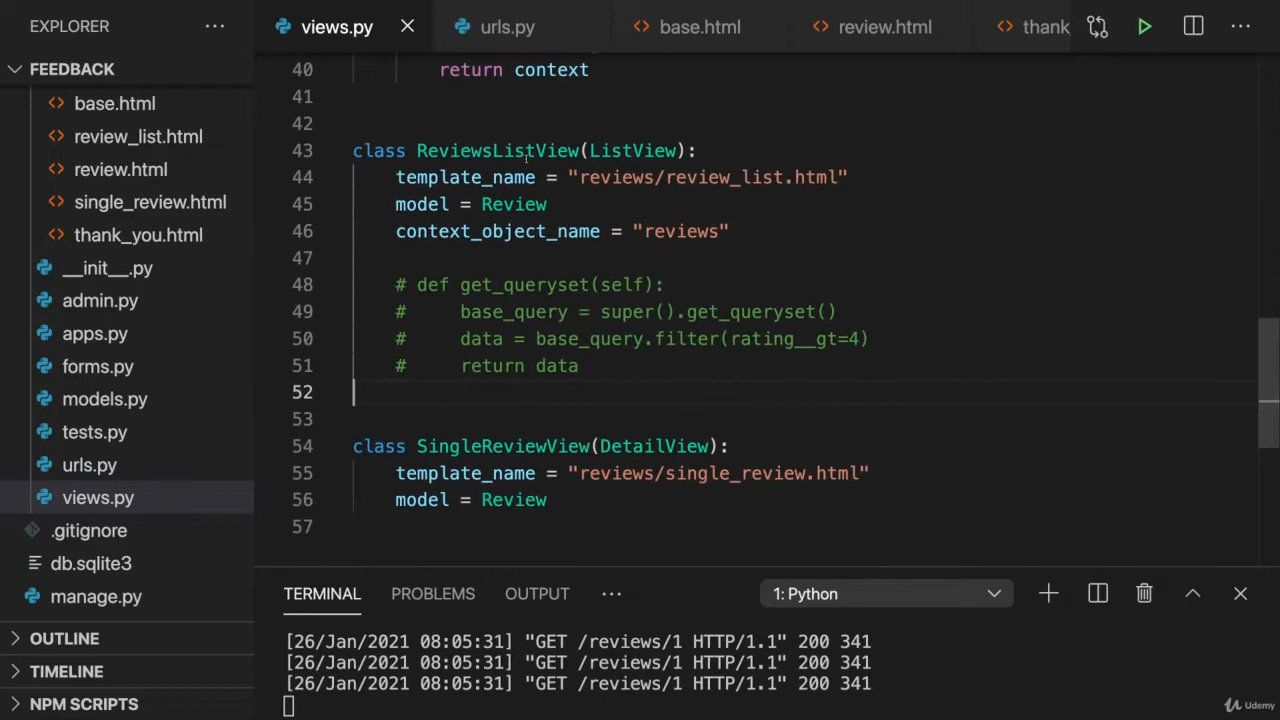 EXPLORER ...
views.py
urls.py
base.html
review.html
thank
...
FEEDBACK
base.html
review_list.html
review.html
single_review.html
thank_you.html
__init__.py
admin.py
apps.py
forms.py
models.py
tests.py
urls.py
views.py
.gitignore
db.sqlite3
manage.py
OUTLINE
TIMELINE
NPM SCRIPTS
40 return context
41
42
43 class ReviewsListView(ListView):
44 template_name = "reviews/review_list.html"
45 model = Review
46 context_object_name = "reviews"
47
48 # def get_queryset(self):
49 #     base_query = super().get_queryset()
50 #     data = base_query.filter(rating__gt=4)
51 #     return data
52
53
54 class SingleReviewView(DetailView):
55 template_name = "reviews/single_review.html"
56 model = Review
57
TERMINAL PROBLEMS OUTPUT ... 1: Python
[26/Jan/2021 08:05:31] "GET /reviews/1 HTTP/1.1" 200 341
[26/Jan/2021 08:05:31] "GET /reviews/1 HTTP/1.1" 200 341
[26/Jan/2021 08:05:31] "GET /reviews/1 HTTP/1.1" 200 341
Udemy